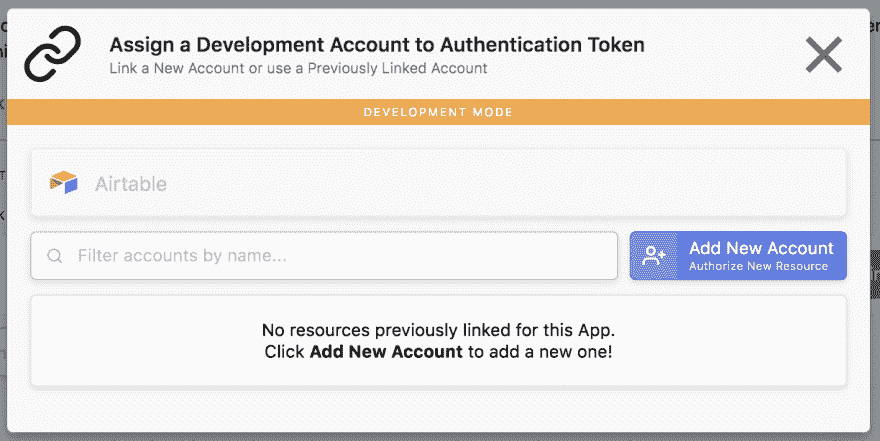 Assign a Development Account to Authentication Token
Link a New Account or use a Previously Linked Account
DEVELOPMENT MODE
Airtable
Filter accounts by name...
Add New Account
Authorize New Resource
No resources previously linked for this App.
Click Add New Account to add a new one!